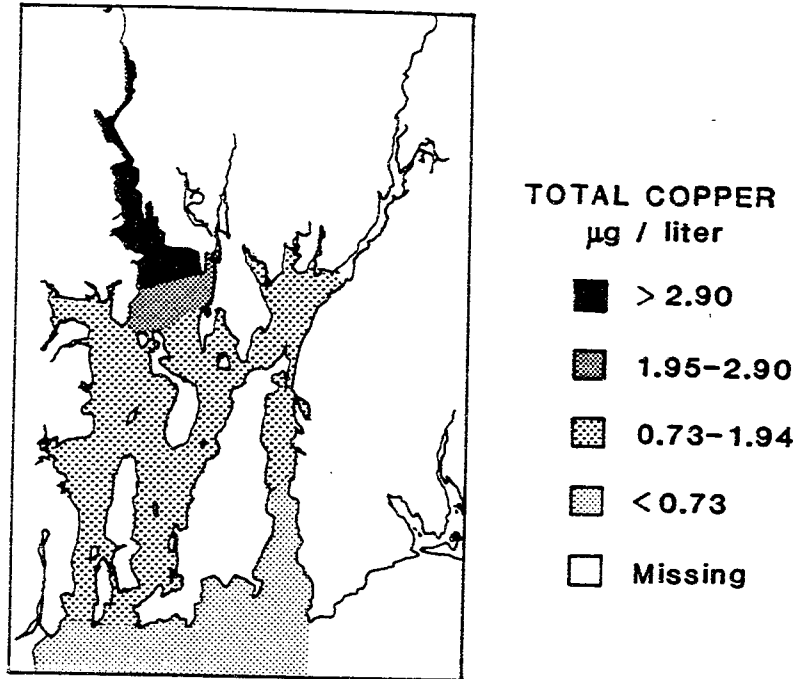 TOTAL COPPER
µg / liter
> 2.90
1.95–2.90
0.73–1.94
<0.73
Missing